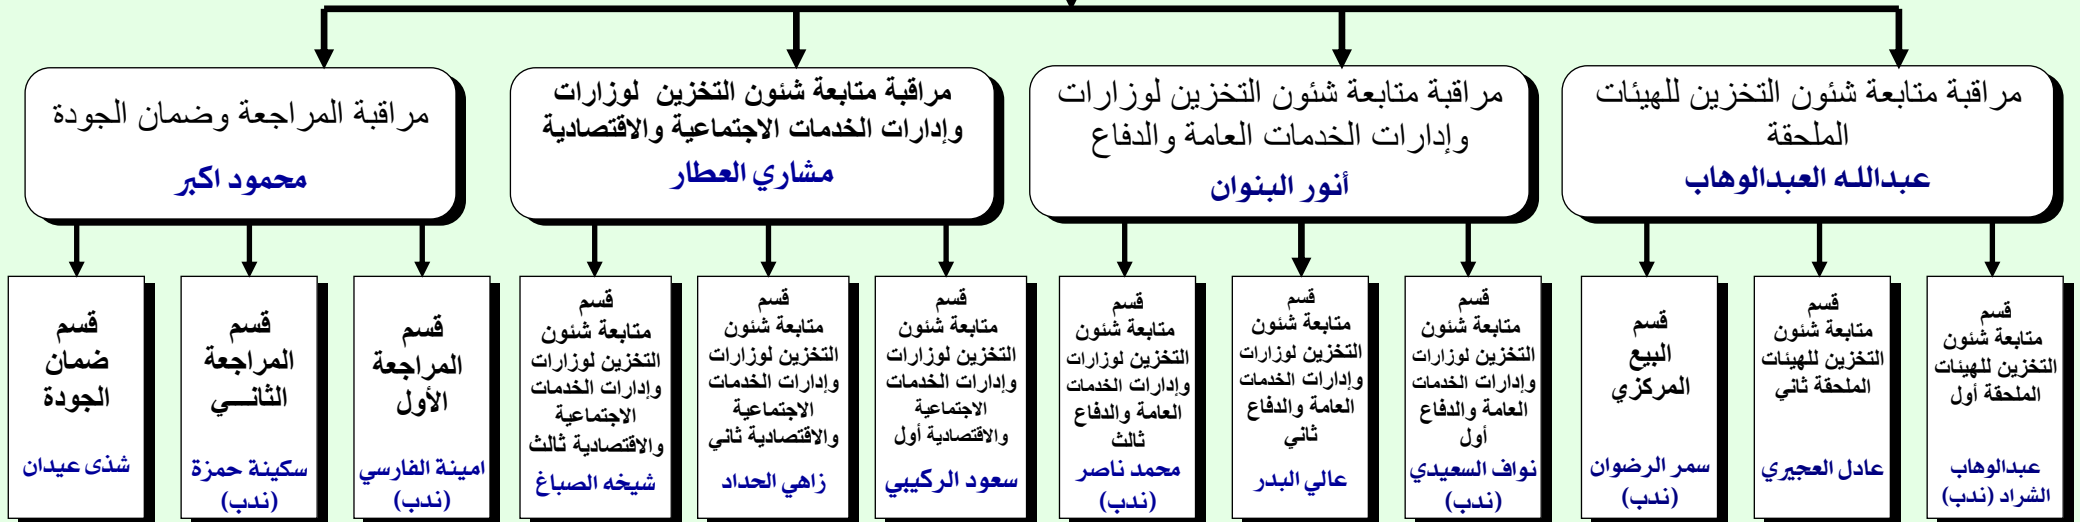 مراقبة متابعة شئون التخزين للهيئات
الملحقة
عبدالله العبدالوهاب
مراقبة متابعة شئون التخزين لوزارات
وإدارات الخدمات العامة والدفاع
أنور البنوان
مراقبة متابعة شئون التخزين لوزارات
وإدارات الخدمات الاجتماعية والاقتصادية
مشاري العطار
مراقبة المراجعة وضمان الجودة
محمود اكبر
قسم
متابعة شئون
التخزين للهيئات
الملحقة أول
عبدالوهاب
الشراد (ندب)
قسم
متابعة شئون
التخزين للهيئات
الملحقة ثاني
عادل العجيري
قسم
البيع
المركزي
سمر الرضوان
(ندب)
قسم
متابعة شئون
التخزين لوزارات
وإدارات الخدمات
العامة والدفاع
أول
نواف السعيدي
(ندب)
قسم
متابعة شئون
التخزين لوزارات
وإدارات الخدمات
العامة والدفاع
ثاني
عالي البدر
قسم
متابعة شئون
التخزين لوزارات
وإدارات الخدمات
العامة والدفاع
ثالث
محمد ناصر
(ندب)
قسم
متابعة شئون
التخزين لوزارات
وإدارات الخدمات
الاجتماعية
والاقتصادية أول
سعود الركيبي
قسم
متابعة شئون
التخزين لوزارات
وإدارات الخدمات
الاجتماعية
والاقتصادية ثاني
زاهي الحداد
قسم
متابعة شئون
التخزين لوزارات
وإدارات الخدمات
الاجتماعية
والاقتصادية ثالث
شيخه الصباغ
قسم
المراجعة
الأول
امينة الفارسي
(ندب)
قسم
المراجعة
الثانـــي
سكينة حمزة
(ندب)
قسم
ضمان
الجودة
شذى عيدان